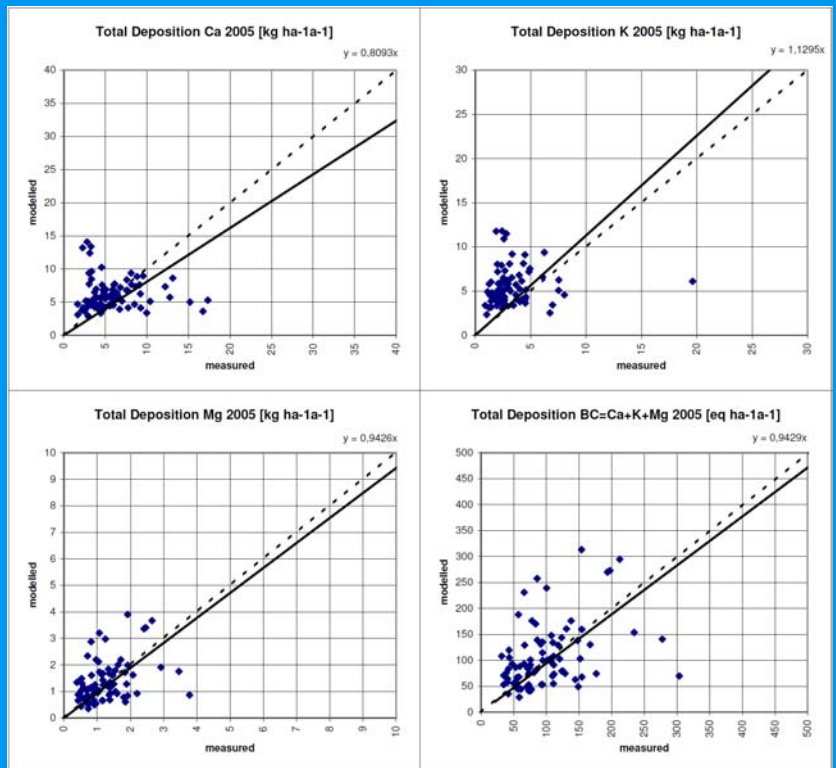 Total Deposition Ca 2005 [kg ha-1a-1]
y = 0,8093x
40
35
30
25
20
15
10
5
0
modelled
0 5 10 15 20 25 30 35 40
measured
Total Deposition K 2005 [kg ha-1a-1]
y = 1,1295x
30
25
20
15
10
5
0
modelled
0 5 10 15 20 25 30
measured
Total Deposition Mg 2005 [kg ha-1a-1]
y = 0,9426x
10
9
8
7
6
5
4
3
2
1
0
modelled
0 1 2 3 4 5 6 7 8 9 10
measured
Total Deposition BC=Ca+K+Mg 2005 [eq ha-1a-1]
y = 0,9429x
500
450
400
350
300
250
200
150
100
50
0
modelled
0 50 100 150 200 250 300 350 400 450 500
measured